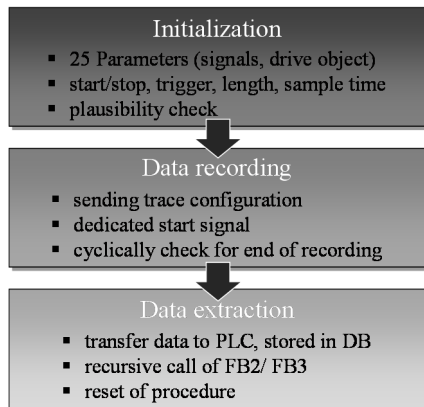 Initialization
▪ 25 Parameters (signals, drive object)
▪ start/stop, trigger, length, sample time
▪ plausibility check
Data recording
▪ sending trace configuration
▪ dedicated start signal
▪ cyclically check for end of recording
Data extraction
▪ transfer data to PLC, stored in DB
▪ recursive call of FB2/ FB3
▪ reset of procedure